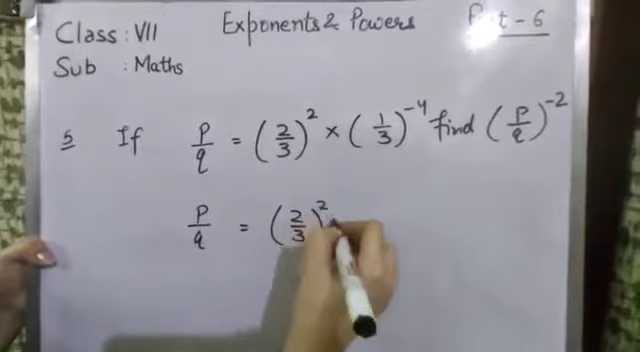 Class : VII Exponents & Powers - 6
Sub : Maths
5 If p/q = (2/3)^2 × (1/3)^-4 find (p/q)^-2
p/q = (2/3)^2